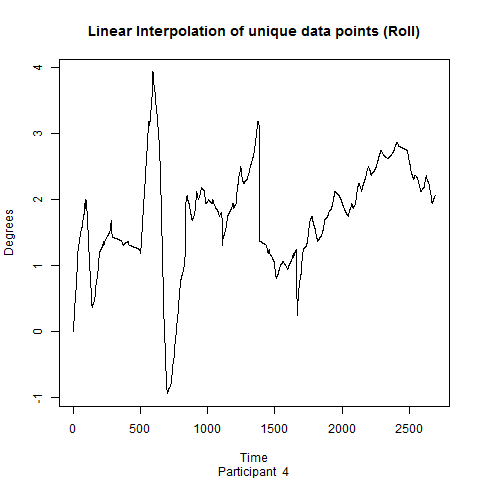 Linear Interpolation of unique data points (Roll)
4
3
2
1
0
-1
Degrees
0 500 1000 1500 2000 2500
Time
Participant 4